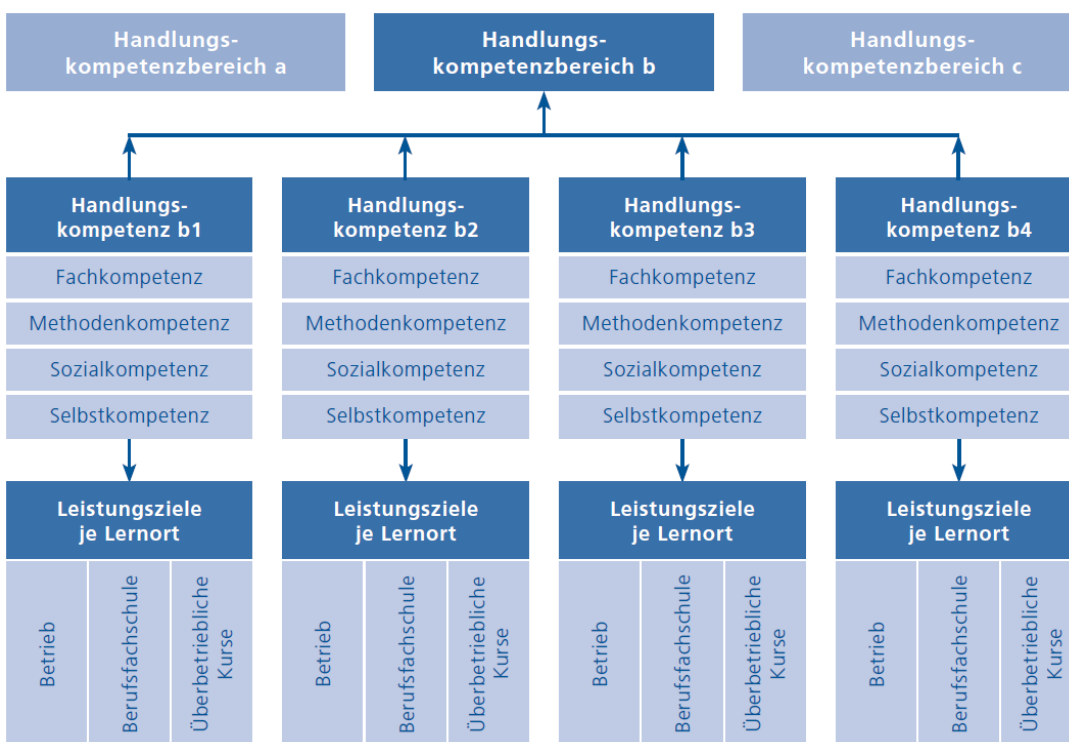 Handlungs-
kompetenzbereich a
Handlungs-
kompetenzbereich b
Handlungs-
kompetenzbereich c
Handlungs-
kompetenz b1
Fachkompetenz
Methodenkompetenz
Sozialkompetenz
Selbstkompetenz
Leistungsziele
je Lernort
Betrieb
Berufsfachschule
Überbetriebliche
Kurse
Handlungs-
kompetenz b2
Fachkompetenz
Methodenkompetenz
Sozialkompetenz
Selbstkompetenz
Leistungsziele
je Lernort
Betrieb
Berufsfachschule
Überbetriebliche
Kurse
Handlungs-
kompetenz b3
Fachkompetenz
Methodenkompetenz
Sozialkompetenz
Selbstkompetenz
Leistungsziele
je Lernort
Betrieb
Berufsfachschule
Überbetriebliche
Kurse
Handlungs-
kompetenz b4
Fachkompetenz
Methodenkompetenz
Sozialkompetenz
Selbstkompetenz
Leistungsziele
je Lernort
Betrieb
Berufsfachschule
Überbetriebliche
Kurse